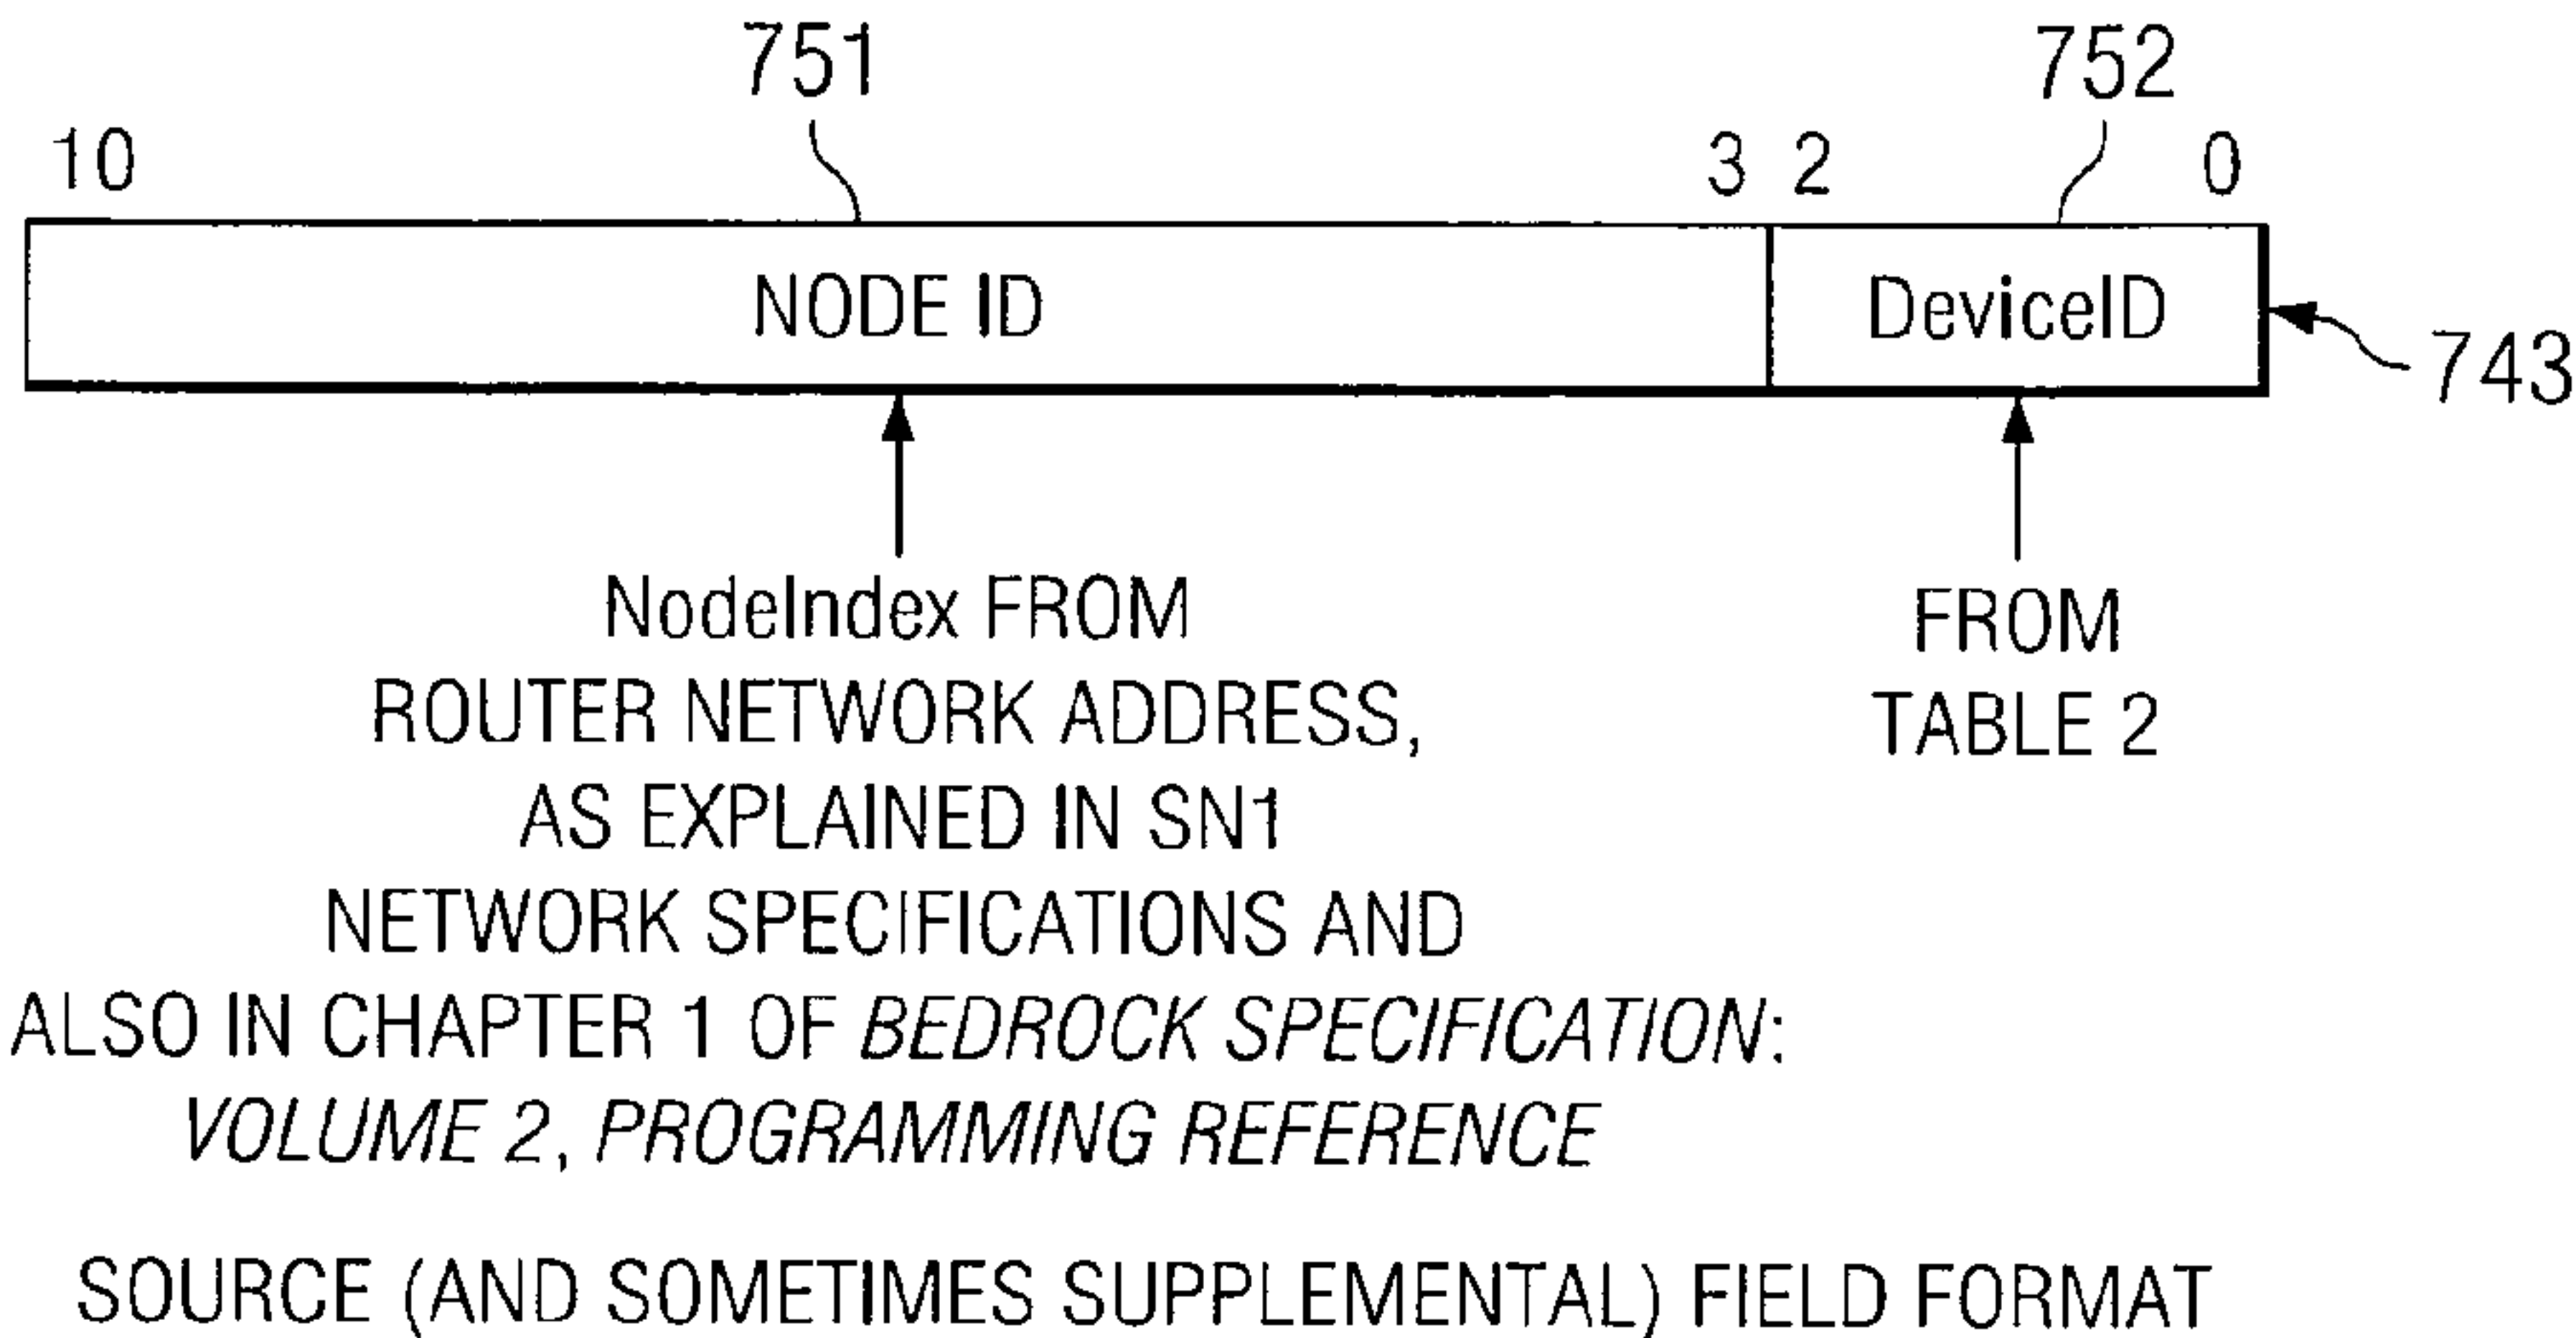 751
752
10
3
2
0
NODE ID
DeviceID
743
NodeIndex FROM
ROUTER NETWORK ADDRESS,
AS EXPLAINED IN SN1
NETWORK SPECIFICATIONS AND
ALSO IN CHAPTER 1 OF BEDROCK SPECIFICATION:
VOLUME 2, PROGRAMMING REFERENCE
FROM
TABLE 2
SOURCE (AND SOMETIMES SUPPLEMENTAL) FIELD FORMAT